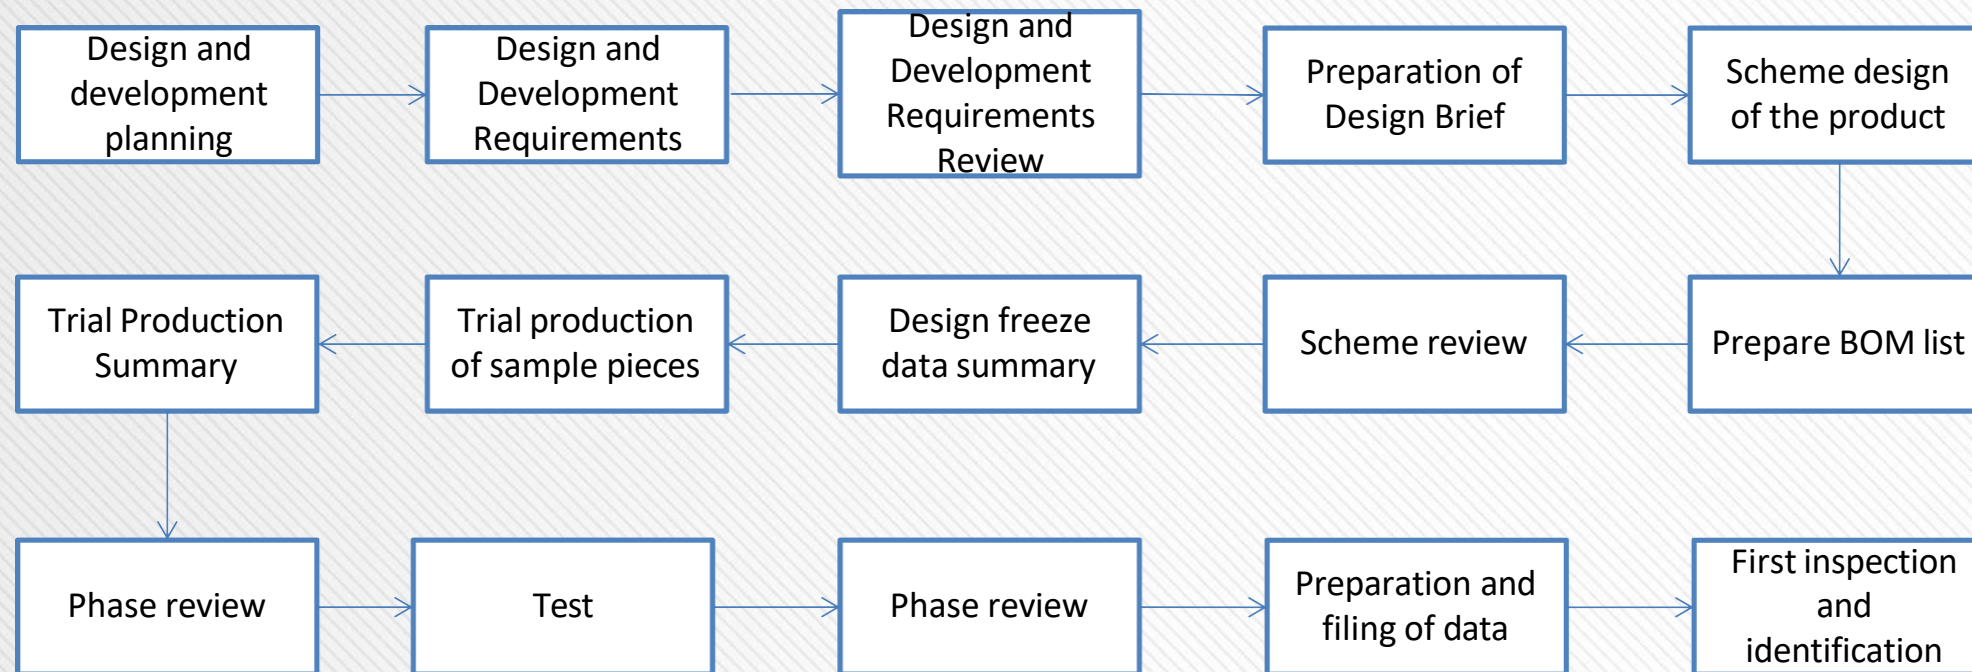 Design and
development
planning
Design and
Development
Requirements
Design and
Development
Requirements
Review
Preparation of
Design Brief
Scheme design
of the product
Trial Production
Summary
Trial production
of sample pieces
Design freeze
data summary
Scheme review
Prepare BOM list
Phase review
Test
Phase review
Preparation and
filing of data
First inspection
and
identification